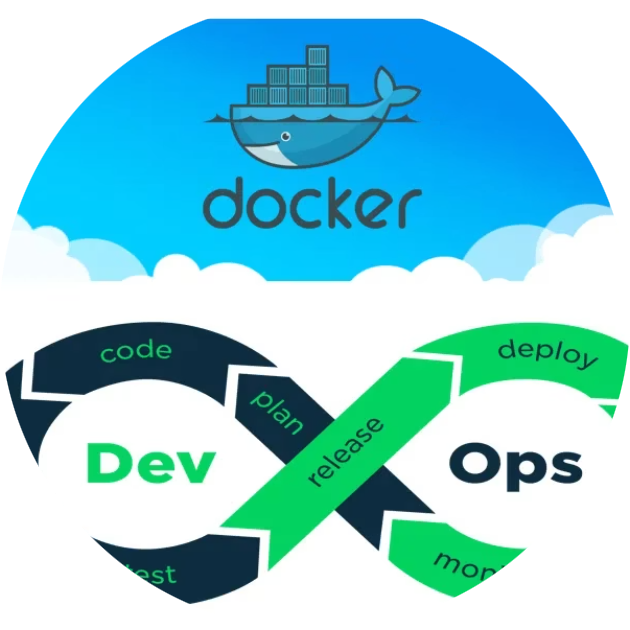 docker
code
deploy
plan
release
Dev
Ops
test